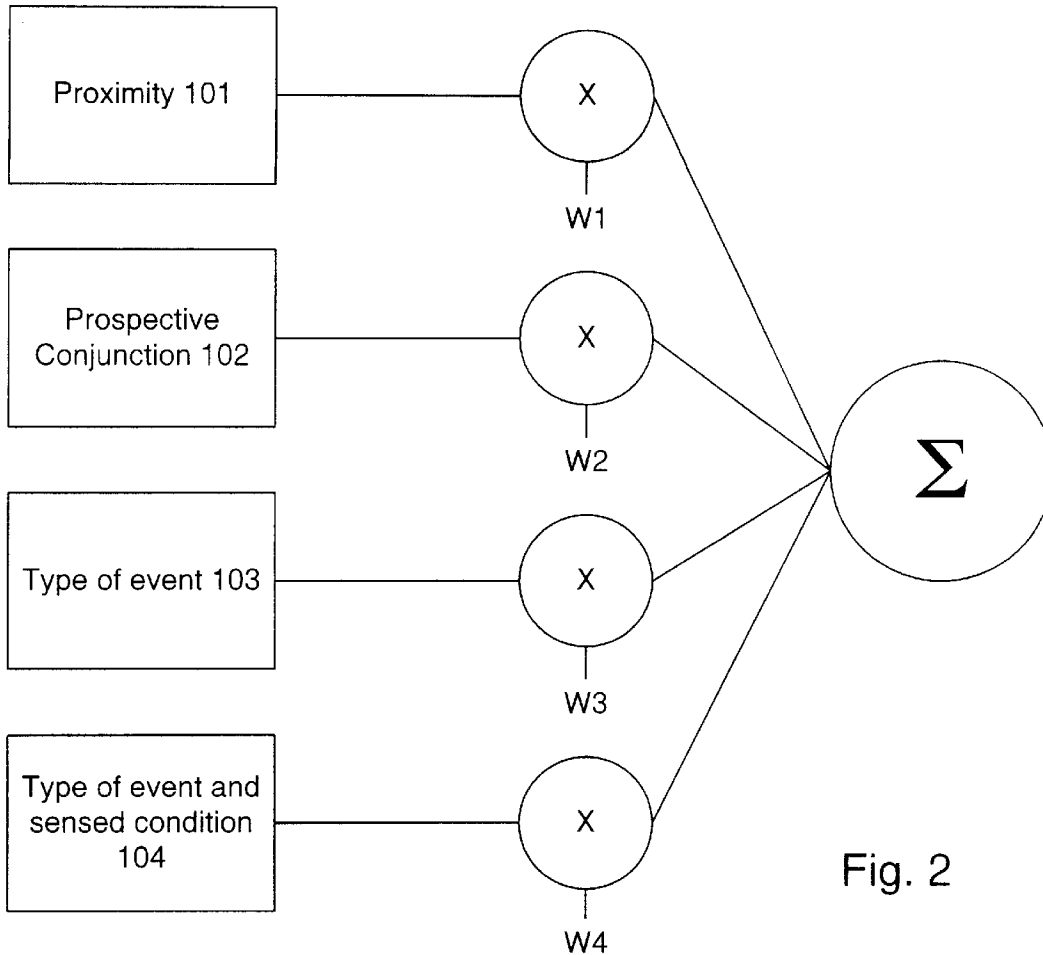 Proximity 101
X
W1
Prospective
Conjunction 102
X
W2
Σ
Type of event 103
X
W3
Type of event and
sensed condition
104
X
W4
Fig. 2